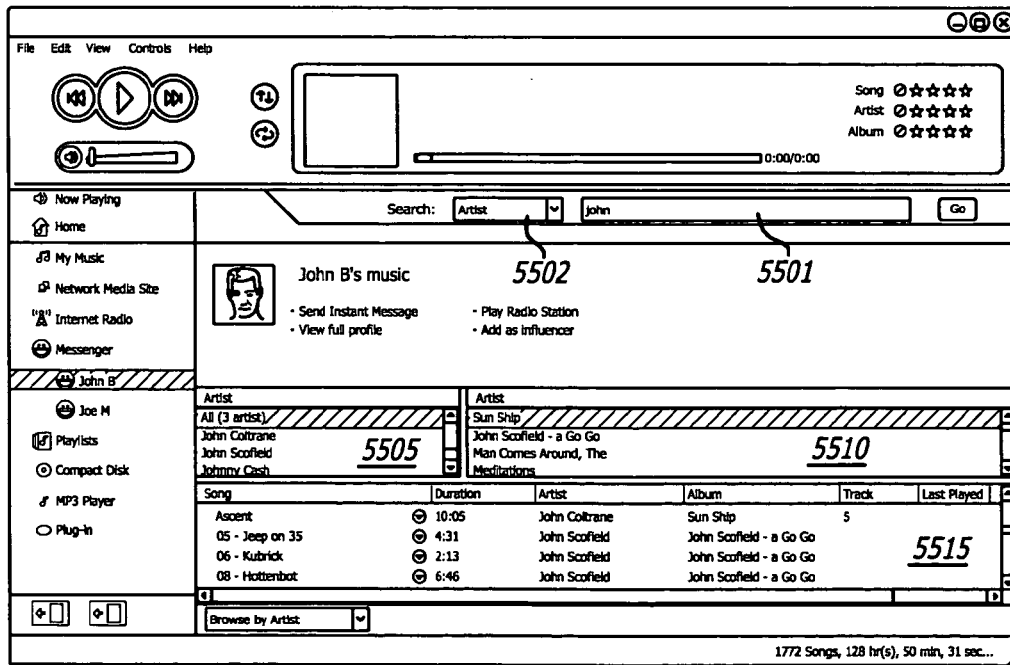 File Edit View Controls Help
Song
Artist
Album
0:00/0:00
Now Playing
Home
Search: Artist john Go
5502 5501
My Music
Network Media Site
Internet Radio
Messenger
John B
Joe M
Playlists
Compact Disk
MP3 Player
Plug-in
John B's music
· Send Instant Message · Play Radio Station
· View full profile · Add as influencer
Artist Artist
All (3 artist) Sun Ship
John Coltrane John Scofield - a Go Go
John Scofield Man Comes Around, The
Johnny Cash Meditations
5505 5510
Song Duration Artist Album Track Last Played
Ascent 10:05 John Coltrane Sun Ship 5
05 - Jeep on 35 4:31 John Scofield John Scofield - a Go Go
06 - Kubrick 2:13 John Scofield John Scofield - a Go Go
08 - Hottenbot 6:46 John Scofield John Scofield - a Go Go
5515
Browse by Artist
1772 Songs, 128 hr(s), 50 min, 31 sec...